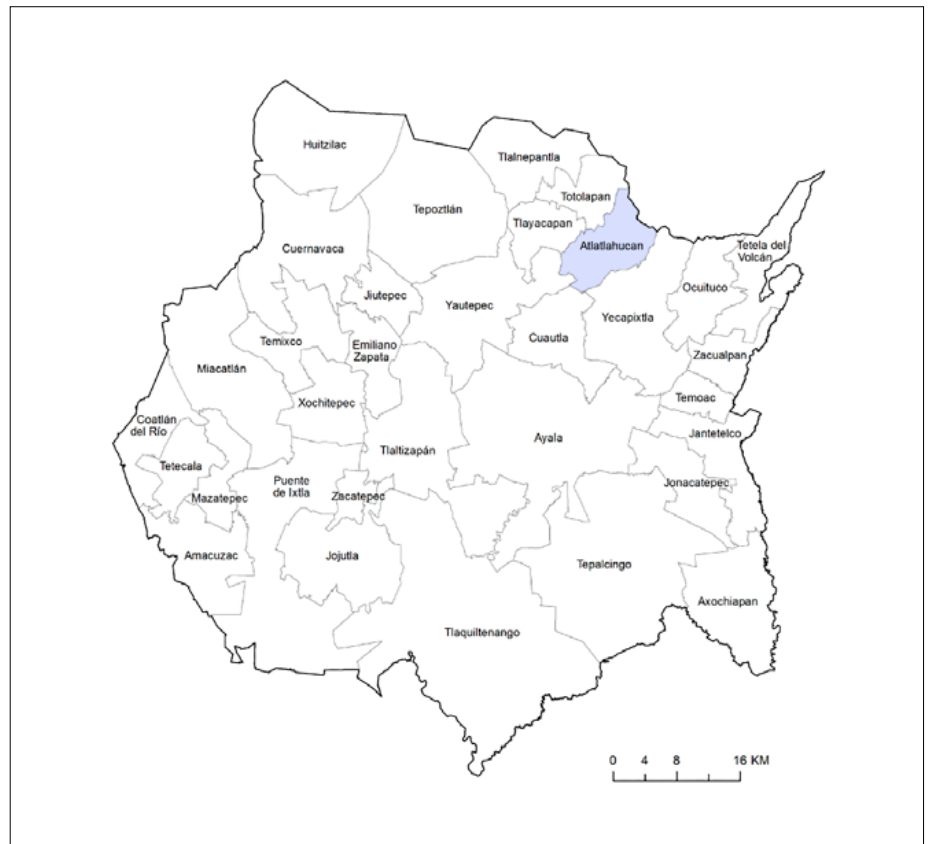 Huitzilac
Tlalnepantla
Totolapan
Tepoztlán
Tlayacapan
Atlatlahucan
Cuernavaca
Tetela del
Volcán
Ocuituco
Jiutepec
Yautepec
Yecapixtla
Cuautla
Temixco
Emiliano
Zapata
Zacualpan
Miacatlán
Temoac
Xochitepec
Coatlán
del Río
Jantetelco
Ayala
Tlaltizapán
Tetecala
Puente
de Ixtla
Jonacatepec
Mazatepec
Zacatepec
Amacuzac
Jojutla
Tepalcingo
Axochiapan
Tlaquiltenango
0 4 8 16 KM